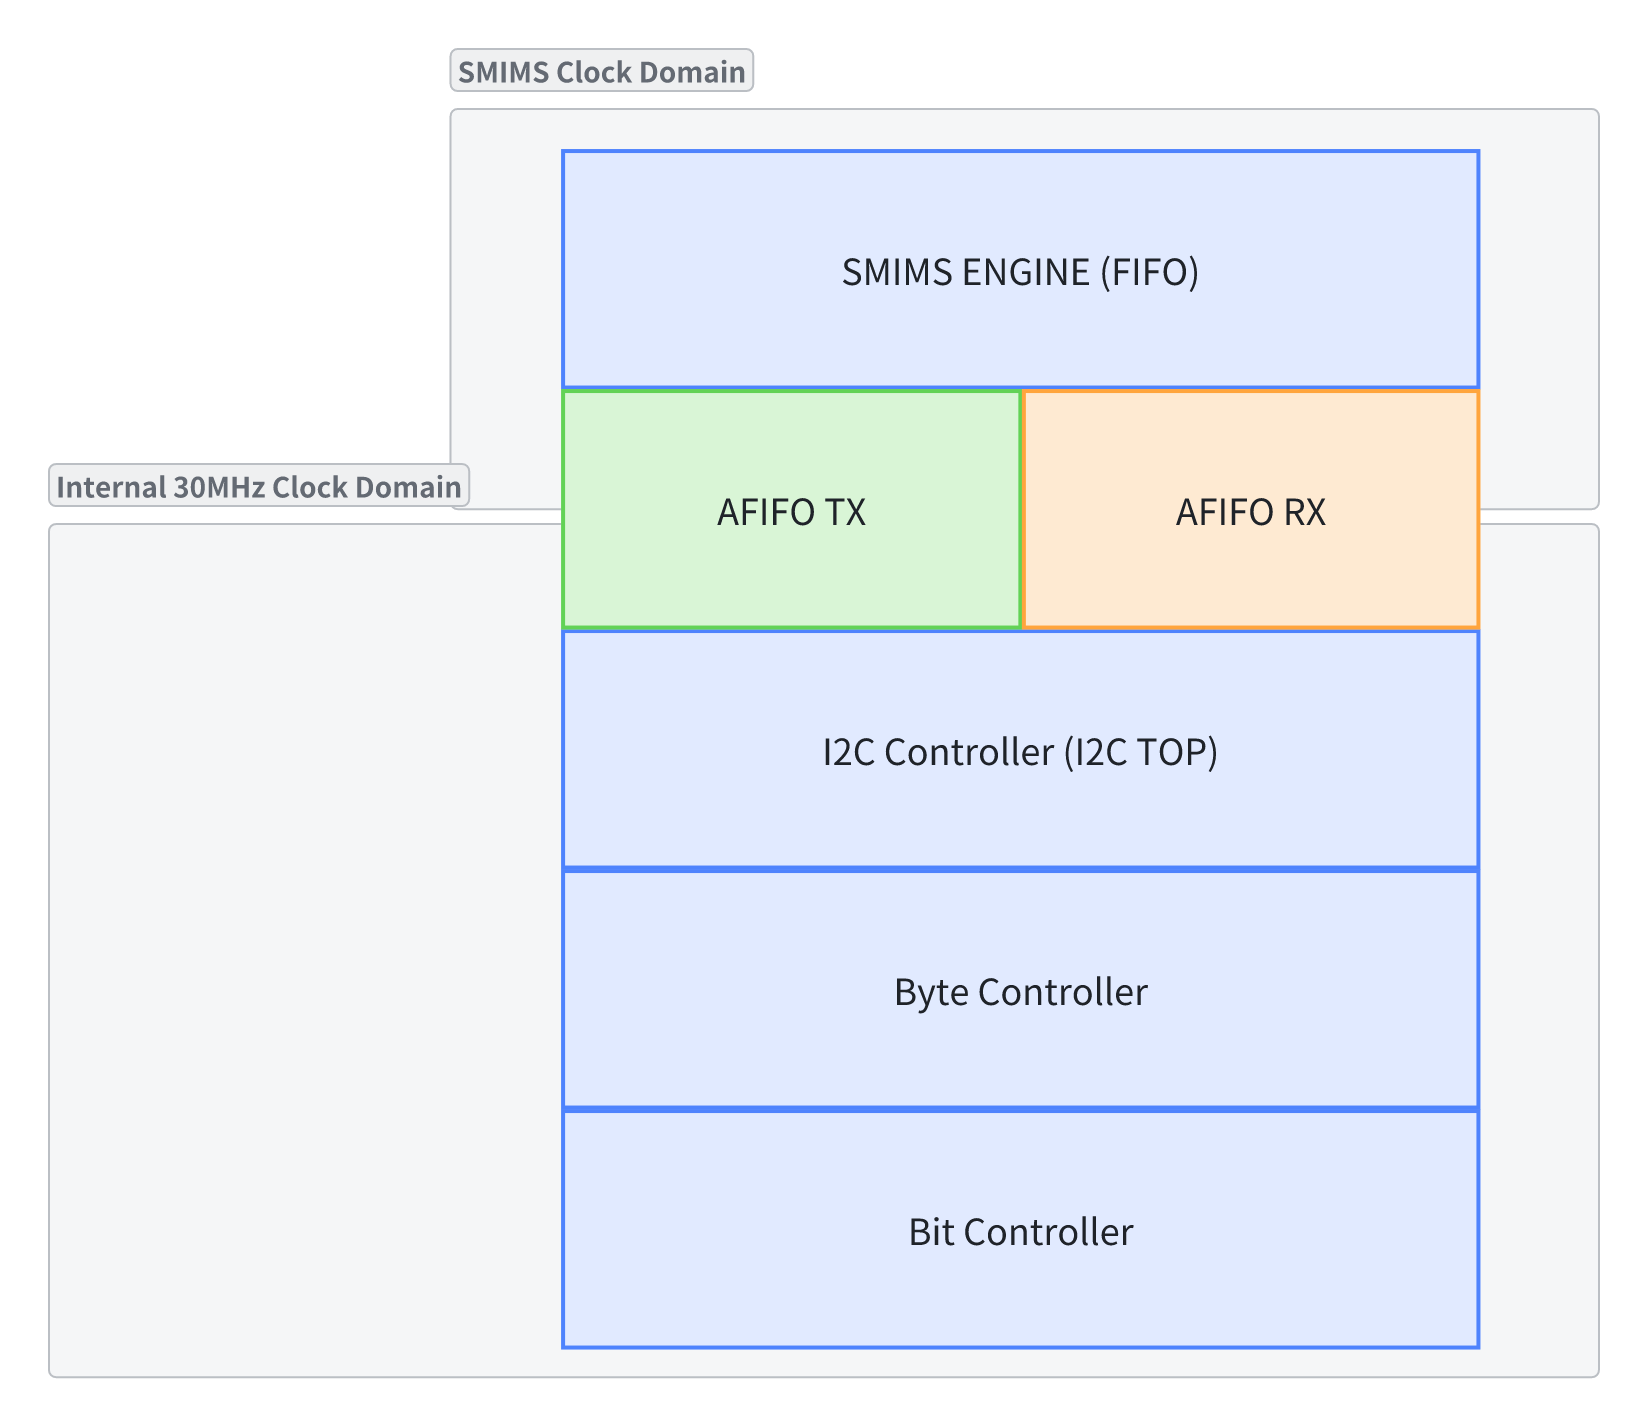 SMIMS Clock Domain
SMIMS ENGINE (FIFO)
Internal 30MHz Clock Domain
AFIFO TX
AFIFO RX
I2C Controller (I2C TOP)
Byte Controller
Bit Controller